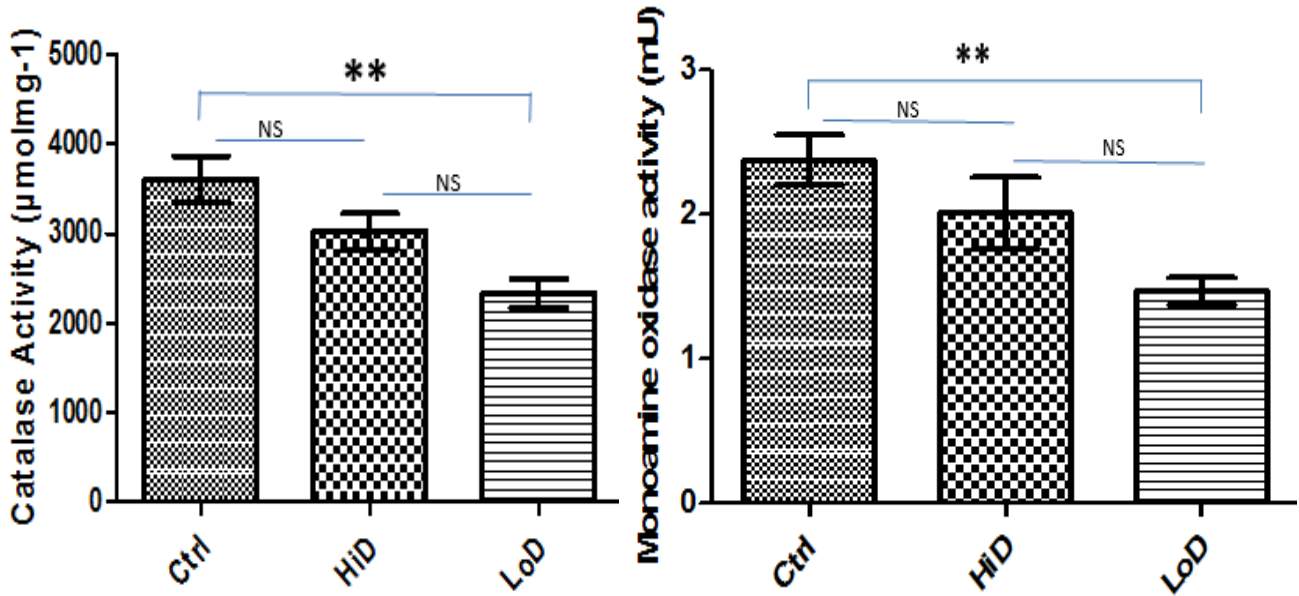 Catalase Activity (µmolmg-1)
5000
4000
3000
2000
1000
0
**
NS
NS
Ctrl
HiD
LoD
Monoamine oxidase activity (mU)
3
2
1
0
**
NS
NS
Ctrl
HiD
LoD